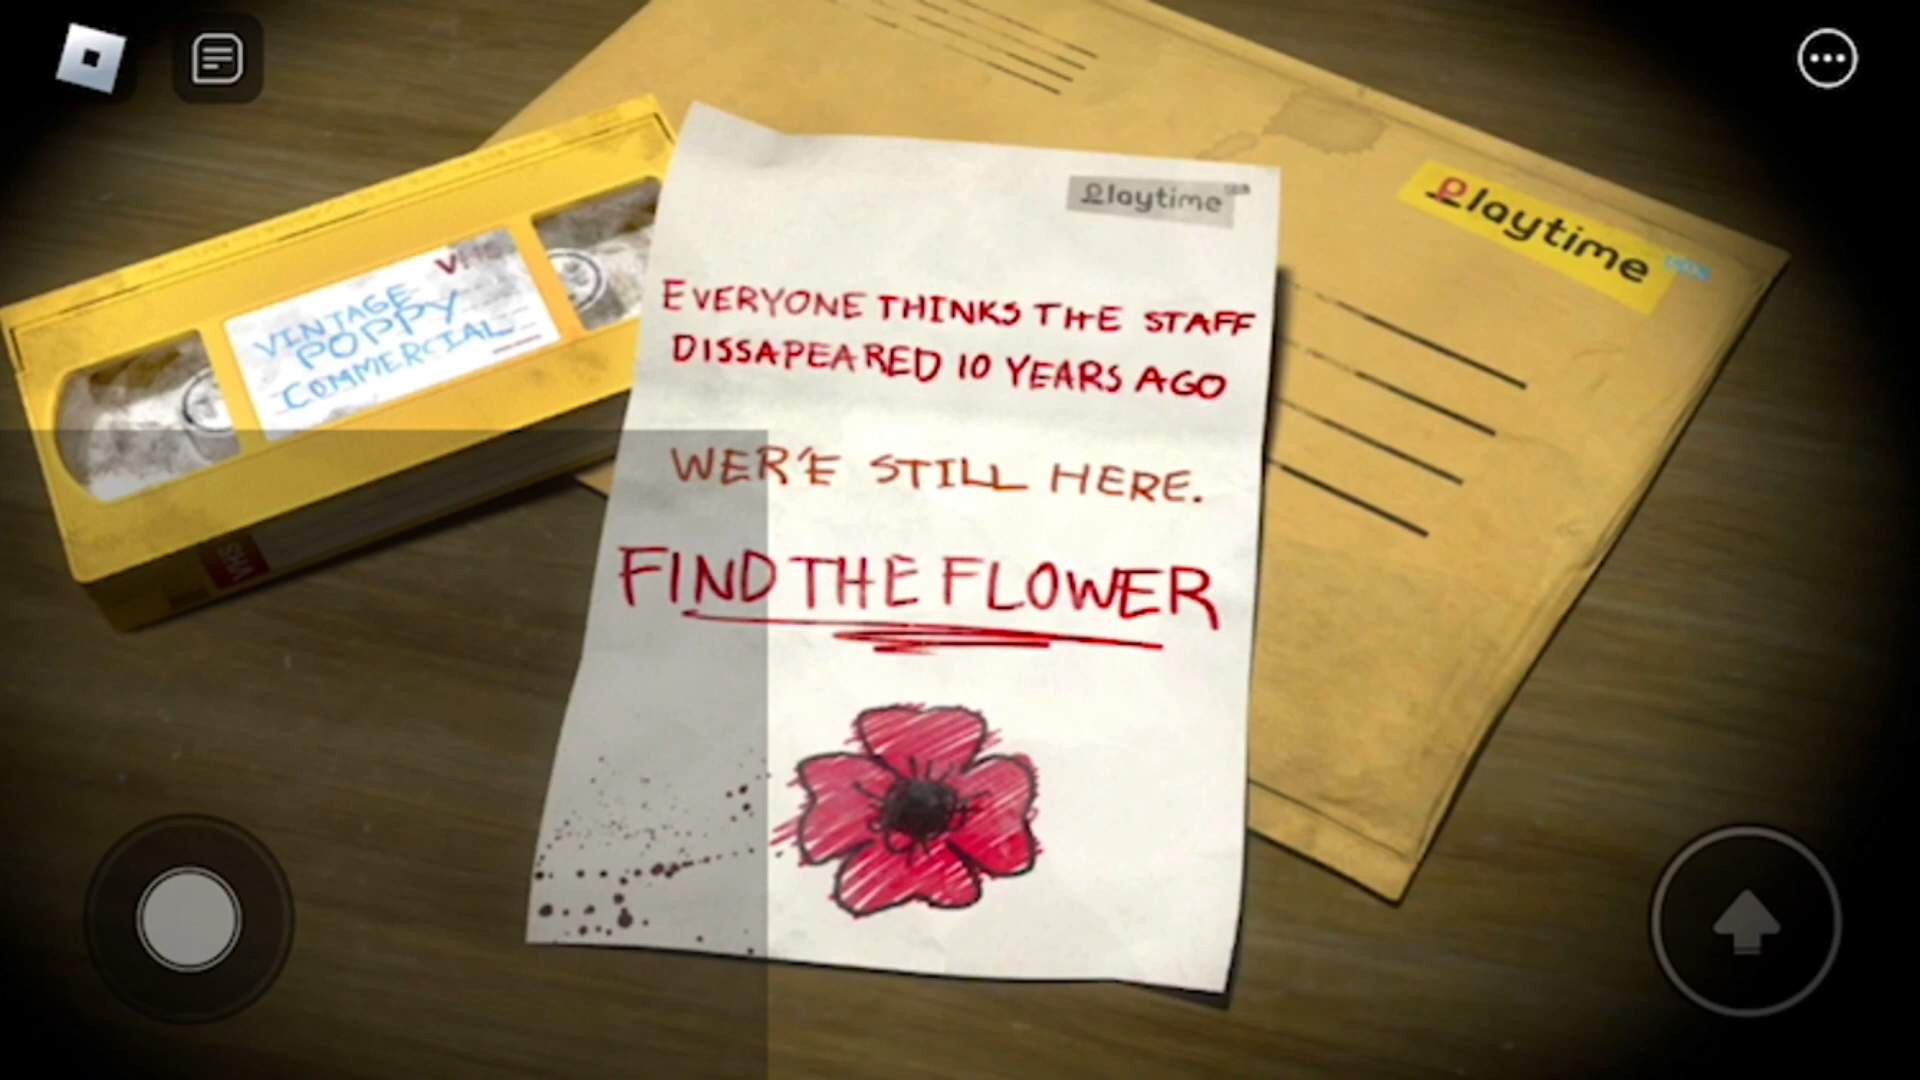 Playtime
Playtime
VINTAGE
POPPY
COMMERCIAL
VHS
EVERYONE THINKS THE STAFF
DISSAPEARED 10 YEARS AGO
WER'E STILL HERE.
FIND THE FLOWER